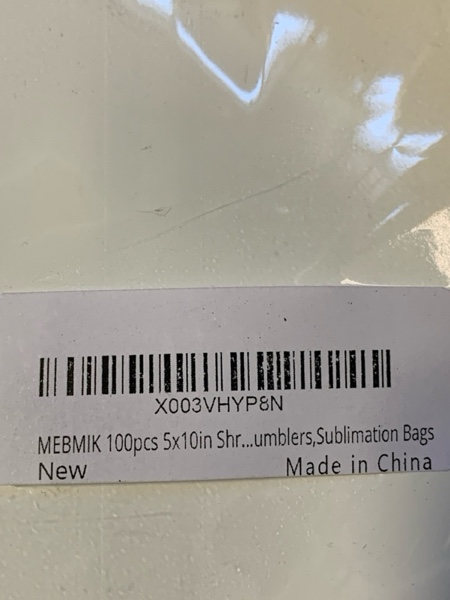 X003VHYP8N
MEBMIK 100pcs 5x10in Shr...umblers,Sublimation Bags
New
Made in China